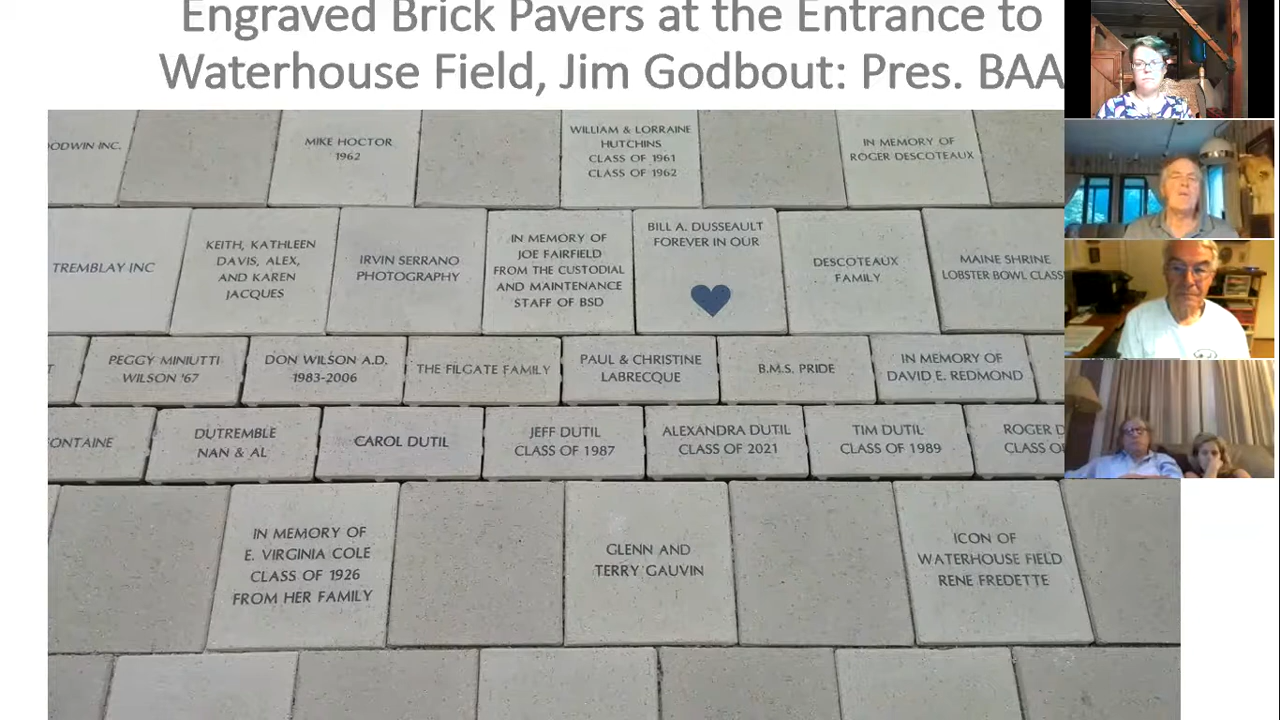 Engraved Brick Pavers at the Entrance to
Waterhouse Field, Jim Godbout: Pres. BAA
ODWIN INC.
MIKE HOCTOR
1962
WILLIAM & LORRAINE
HUTCHINS
CLASS OF 1961
CLASS OF 1962
IN MEMORY OF
ROGER DESCOTEAUX
TREMBLAY INC
KEITH, KATHLEEN
DAVIS, ALEX,
AND KAREN
JACQUES
IRVIN SERRANO
PHOTOGRAPHY
IN MEMORY OF
JOE FAIRFIELD
FROM THE CUSTODIAL
AND MAINTENANCE
STAFF OF BSD
BILL A. DUSSEAULT
FOREVER IN OUR
DESCOTEAUX
FAMILY
MAINE SHRINE
LOBSTER BOWL CLASS
T
PEGGY MINIUTTI
WILSON '67
DON WILSON A.D.
1983-2006
THE FILGATE FAMILY
PAUL & CHRISTINE
LABRECQUE
B.M.S. PRIDE
IN MEMORY OF
DAVID E. REDMOND
ONTAINE
DUTREMBLE
NAN & AL
CAROL DUTIL
JEFF DUTIL
CLASS OF 1987
ALEXANDRA DUTIL
CLASS OF 2021
TIM DUTIL
CLASS OF 1989
ROGER D
CLASS O
IN MEMORY OF
E. VIRGINIA COLE
CLASS OF 1926
FROM HER FAMILY
GLENN AND
TERRY GAUVIN
ICON OF
WATERHOUSE FIELD
RENE FREDETTE